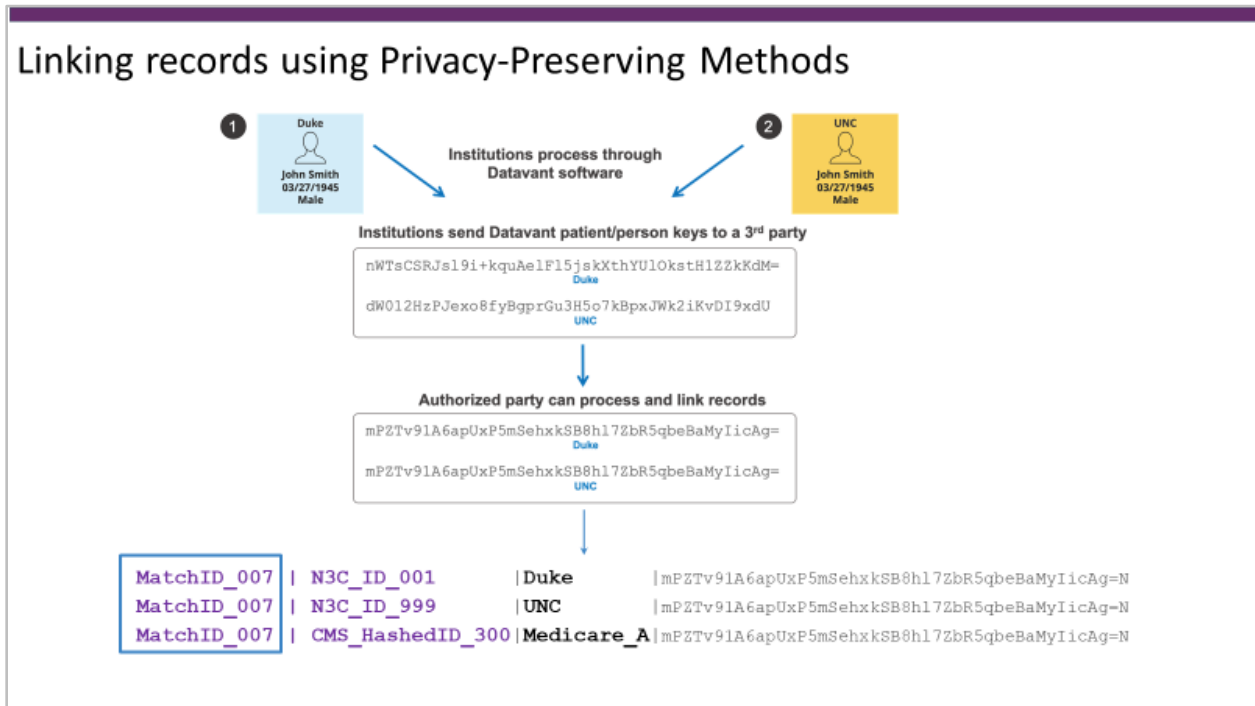 Linking records using Privacy-Preserving Methods
1
Duke
John Smith
03/27/1945
Male
Institutions process through
Datavant software
2
UNC
John Smith
03/27/1945
Male
Institutions send Datavant patient/person keys to a 3rd party
nWTsCSRJsl9i+kquAelFl5jskXthYUlOkstH1ZZkKdM=
Duke
dW0l2HzPJexo8fyBgprGu3H5o7kBpxJWk2iKvDI9xdU
UNC
Authorized party can process and link records
mPZTv91A6apUxP5mSehxkSB8hl7ZbR5qbeBaMyIicAg=
Duke
mPZTv91A6apUxP5mSehxkSB8hl7ZbR5qbeBaMyIicAg=
UNC
MatchID_007 | N3C_ID_001 |Duke |mPZTv91A6apUxP5mSehxkSB8hl7ZbR5qbeBaMyIicAg=N
MatchID_007 | N3C_ID_999 |UNC |mPZTv91A6apUxP5mSehxkSB8hl7ZbR5qbeBaMyIicAg=N
MatchID_007 | CMS_HashedID_300|Medicare_A|mPZTv91A6apUxP5mSehxkSB8hl7ZbR5qbeBaMyIicAg=N